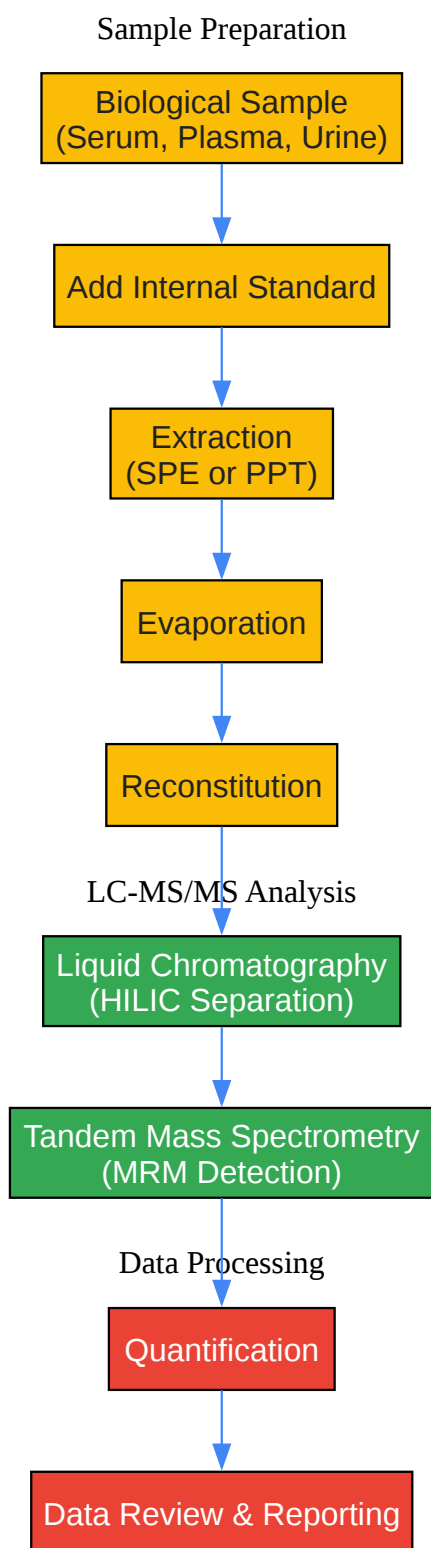 Sample Preparation
Biological Sample
(Serum, Plasma, Urine)
Add Internal Standard
Extraction
(SPE or PPT)
Evaporation
Reconstitution
LC-MS/MS Analysis
Liquid Chromatography
(HILIC Separation)
Tandem Mass Spectrometry
(MRM Detection)
Data Processing
Quantification
Data Review & Reporting